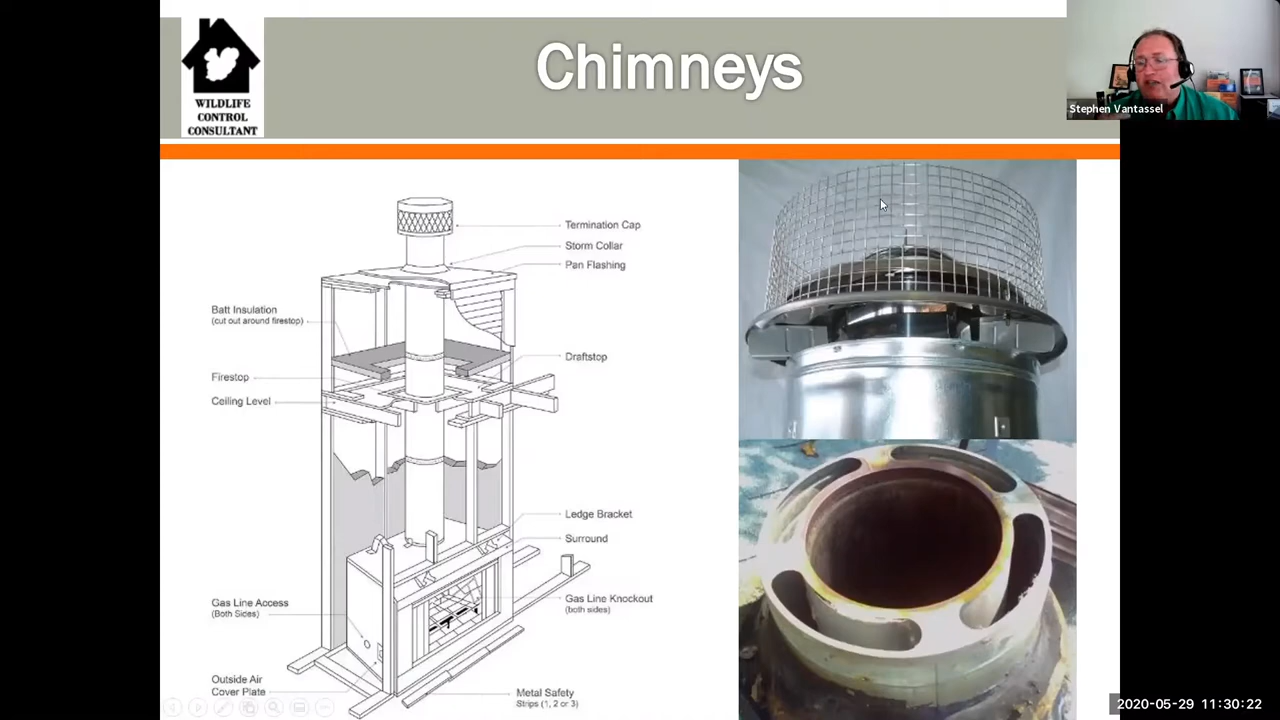 Chimneys
WILDLIFE
CONTROL
CONSULTANT
Stephen Vantassel
Termination Cap
Storm Collar
Pan Flashing
Batt Insulation
(cut out around firestop)
Draftstop
Firestop
Ceiling Level
Ledge Bracket
Surround
Gas Line Access
(Both Sides)
Gas Line Knockout
(both sides)
Outside Air
Cover Plate
Metal Safety
Strips (1, 2 or 3)
2020-05-29 11:30:22